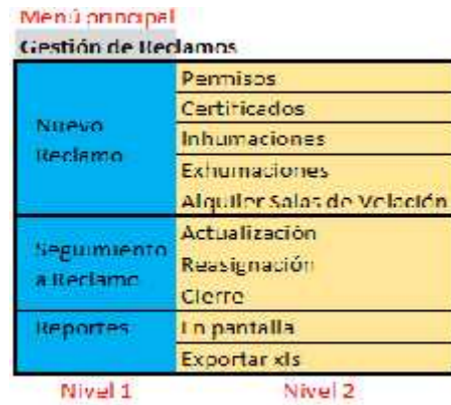 Menú principal
Gestión de Reclamos
Nuevo
Reclamo
Permisos
Certificados
Inhumaciones
Exhumaciones
Alquiler Salas de Velación
Seguimiento
a Reclamo
Actualización
Reasignación
Cierre
Reportes
En pantalla
Exportar xls
Nivel 1
Nivel 2